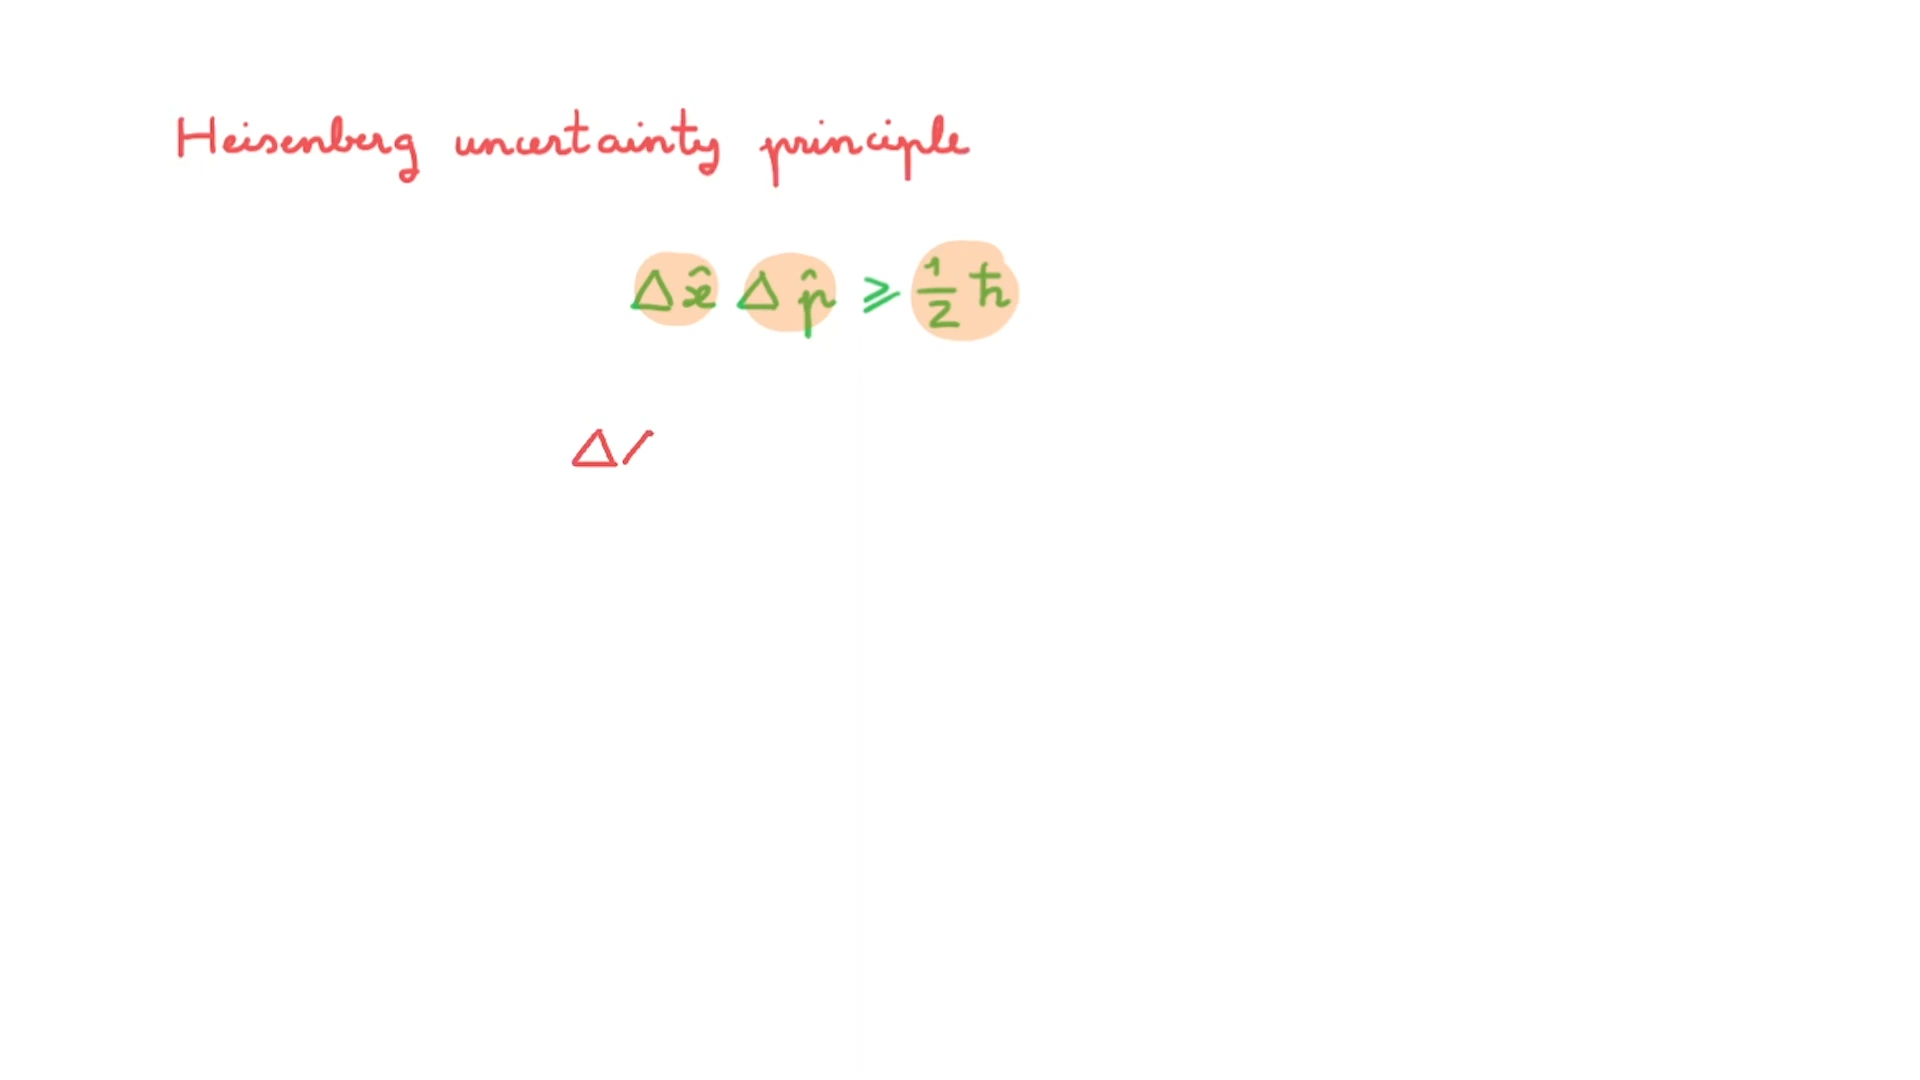 Heisenberg uncertainty principle
Δx̂ Δp̂ ⩾ ½ ħ
Δ/